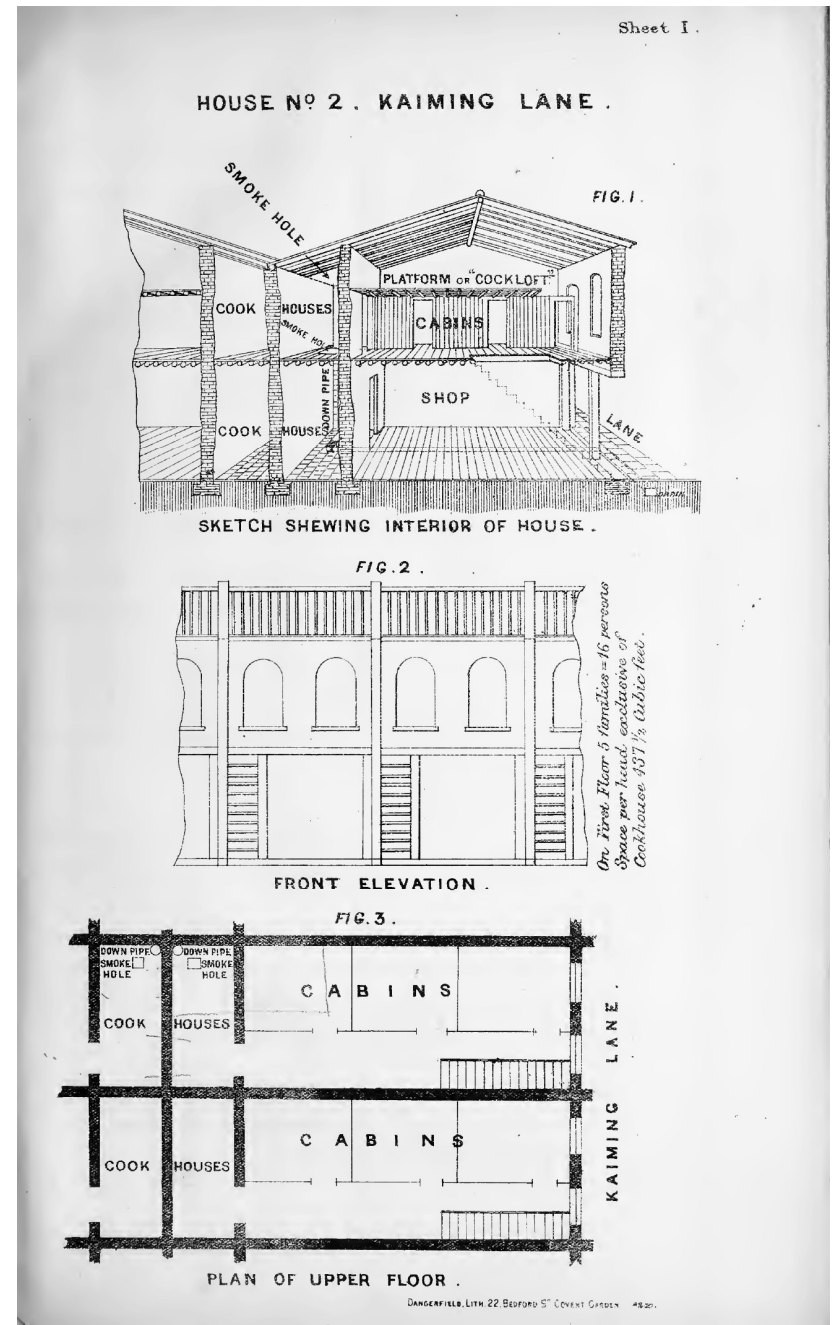 Sheet I.
HOUSE Nº 2. KAIMING LANE.
SMOKE HOLE
FIG. 1.
PLATFORM OR "COCKLOFT."
COOK HOUSES
SMOKE HOLE
CABINS
DOWN PIPE
SHOP
COOK HOUSES
LANE
DRAIN
SKETCH SHEWING INTERIOR OF HOUSE.
FIG. 2.
On First Floor 5 families = 16 persons
Space per head exclusive of
Cookhouse 437 ½ Cubic feet.
FRONT ELEVATION.
FIG. 3.
DOWN PIPE
SMOKE
HOLE
DOWN PIPE
SMOKE
HOLE
CABINS
COOK HOUSES
CABINS
COOK HOUSES
KAIMING LANE.
PLAN OF UPPER FLOOR.
DANGERFIELD, LITH. 22, BEDFORD ST COVENT GARDEN